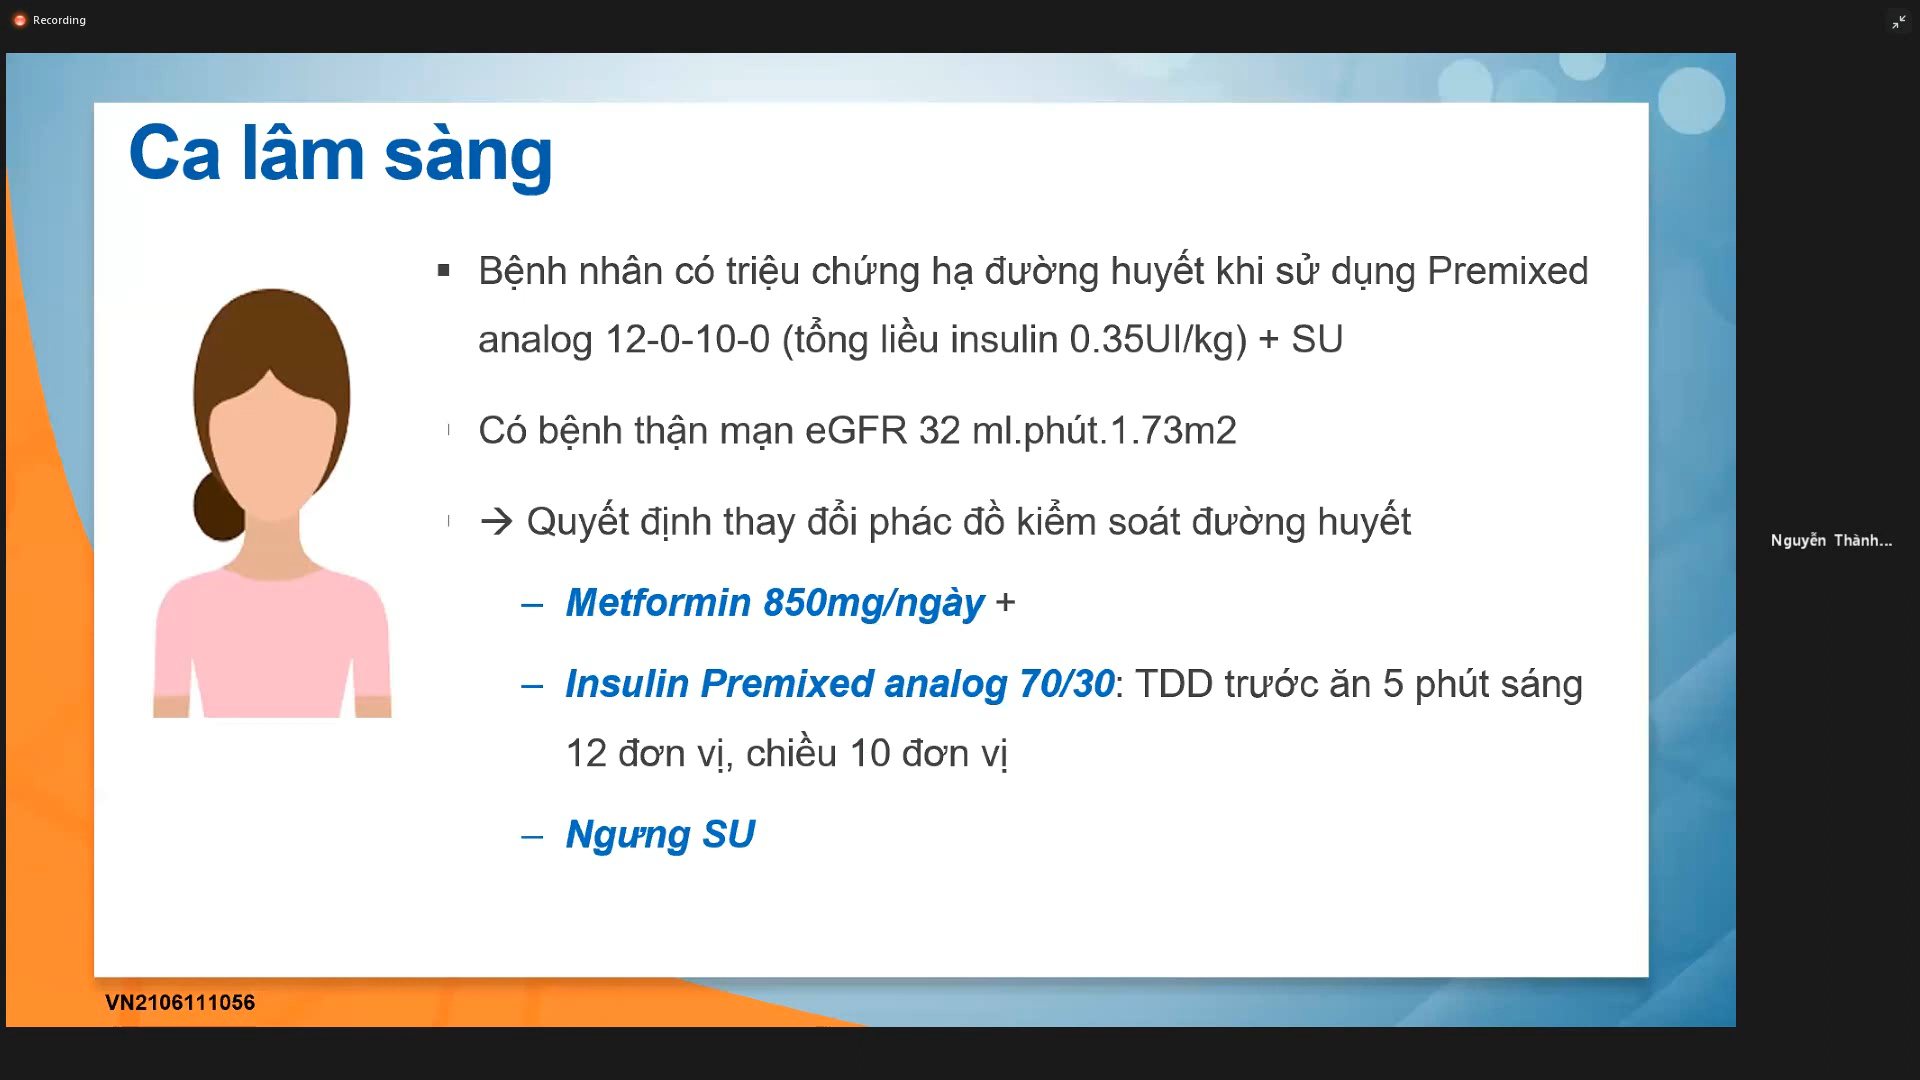 Recording
Ca lâm sàng
▪ Bệnh nhân có triệu chứng hạ đường huyết khi sử dụng Premixed
analog 12-0-10-0 (tổng liều insulin 0.35UI/kg) + SU
Có bệnh thận mạn eGFR 32 ml.phút.1.73m2
→ Quyết định thay đổi phác đồ kiểm soát đường huyết
– Metformin 850mg/ngày +
– Insulin Premixed analog 70/30: TDD trước ăn 5 phút sáng
12 đơn vị, chiều 10 đơn vị
– Ngưng SU
Nguyễn Thành...
VN2106111056